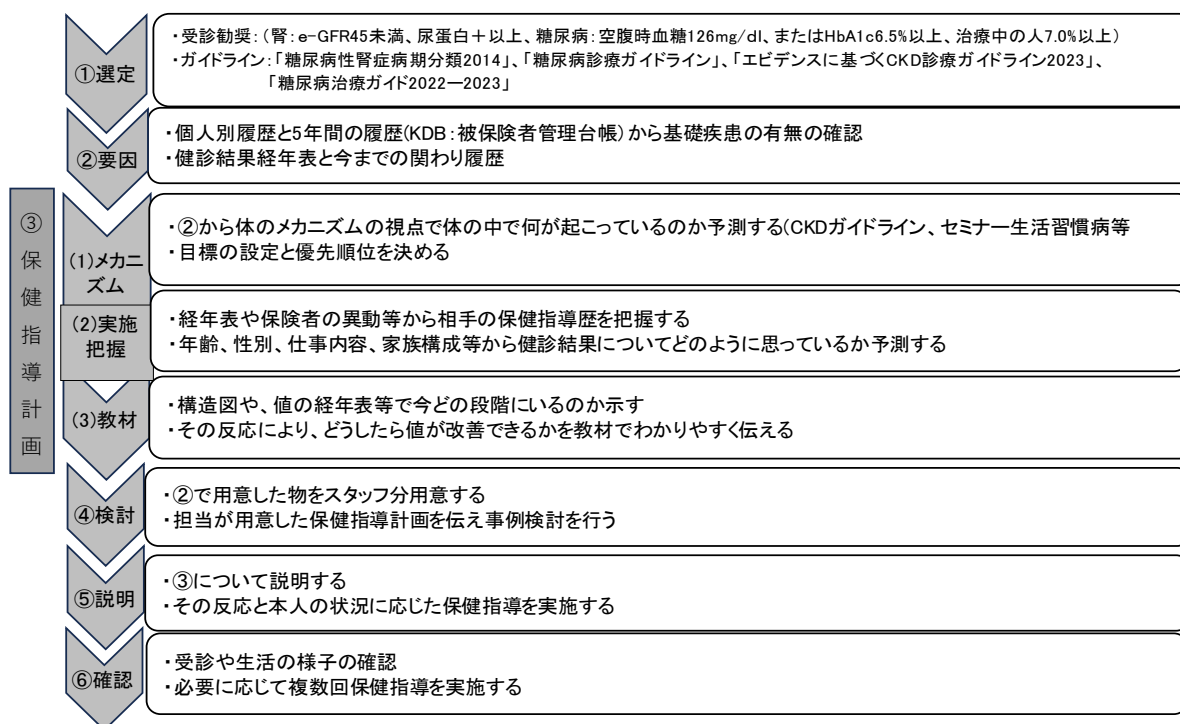 ①選定
・受診勧奨：（腎：e-GFR45未満、尿蛋白＋以上、糖尿病：空腹時血糖126mg/dl、またはHbA1c6.5%以上、治療中の人7.0%以上）
・ガイドライン：「糖尿病性腎症病期分類2014」、「糖尿病診療ガイドライン」、「エビデンスに基づくCKD診療ガイドライン2023」、
「糖尿病治療ガイド2022ー2023」
②要因
・個人別履歴と5年間の履歴(KDB：被保険者管理台帳)から基礎疾患の有無の確認
・健診結果経年表と今までの関わり履歴
③保健指導計画
(1)メカニ
ズム
・②から体のメカニズムの視点で体の中で何が起こっているのか予測する(CKDガイドライン、セミナー生活習慣病等
・目標の設定と優先順位を決める
(2)実施
把握
・経年表や保険者の異動等から相手の保健指導歴を把握する
・年齢、性別、仕事内容、家族構成等から健診結果についてどのように思っているか予測する
(3)教材
・構造図や、値の経年表等で今どの段階にいるのか示す
・その反応により、どうしたら値が改善できるかを教材でわかりやすく伝える
④検討
・②で用意した物をスタッフ分用意する
・担当が用意した保健指導計画を伝え事例検討を行う
⑤説明
・③について説明する
・その反応と本人の状況に応じた保健指導を実施する
⑥確認
・受診や生活の様子の確認
・必要に応じて複数回保健指導を実施する